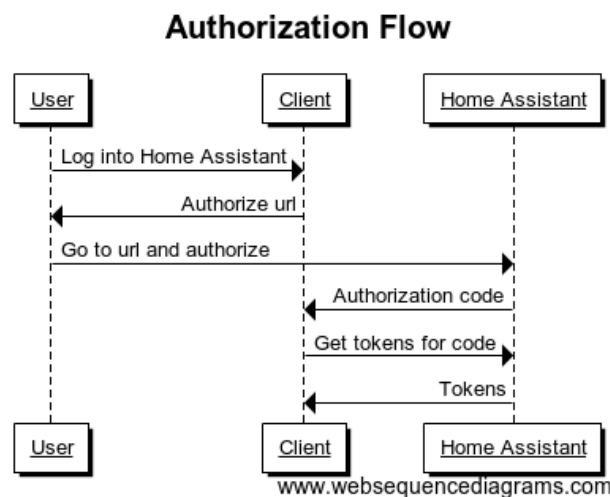 Authorization Flow
User
Client
Home Assistant
Log into Home Assistant
Authorize url
Go to url and authorize
Authorization code
Get tokens for code
Tokens
User
Client
Home Assistant
www.websequencediagrams.com